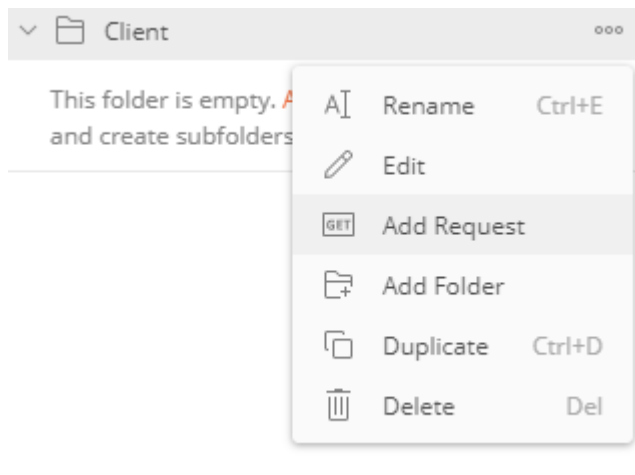 Client
This folder is empty.
and create subfolders
Rename Ctrl+E
Edit
GET Add Request
Add Folder
Duplicate Ctrl+D
Delete Del